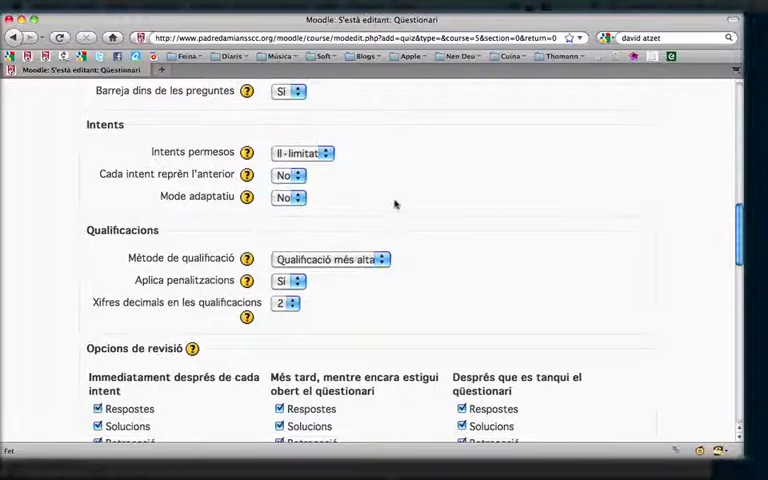 Moodle: S'està editant: Qüestionari
http://www.padredamiansscc.org/moodle/course/modedit.php?add=quiz&type=&course=5&section=0&return=0
david atzet
Feina Diaris Música Soft Blogs Apple Nen Deu Cuina Thomann
Moodle: S'està editant: Qüestionari
Barreja dins de les preguntes ? Sí
Intents
Intents permesos ? Il·limitat
Cada intent reprèn l'anterior ? No
Mode adaptatiu ? No
Qualificacions
Mètode de qualificació ? Qualificació més alta
Aplica penalitzacions ? Sí
Xifres decimals en les qualificacions 2
?
Opcions de revisió ?
Immediatament després de cada intent
Més tard, mentre encara estigui obert el qüestionari
Després que es tanqui el qüestionari
Respostes Respostes Respostes
Solucions Solucions Solucions
Fet